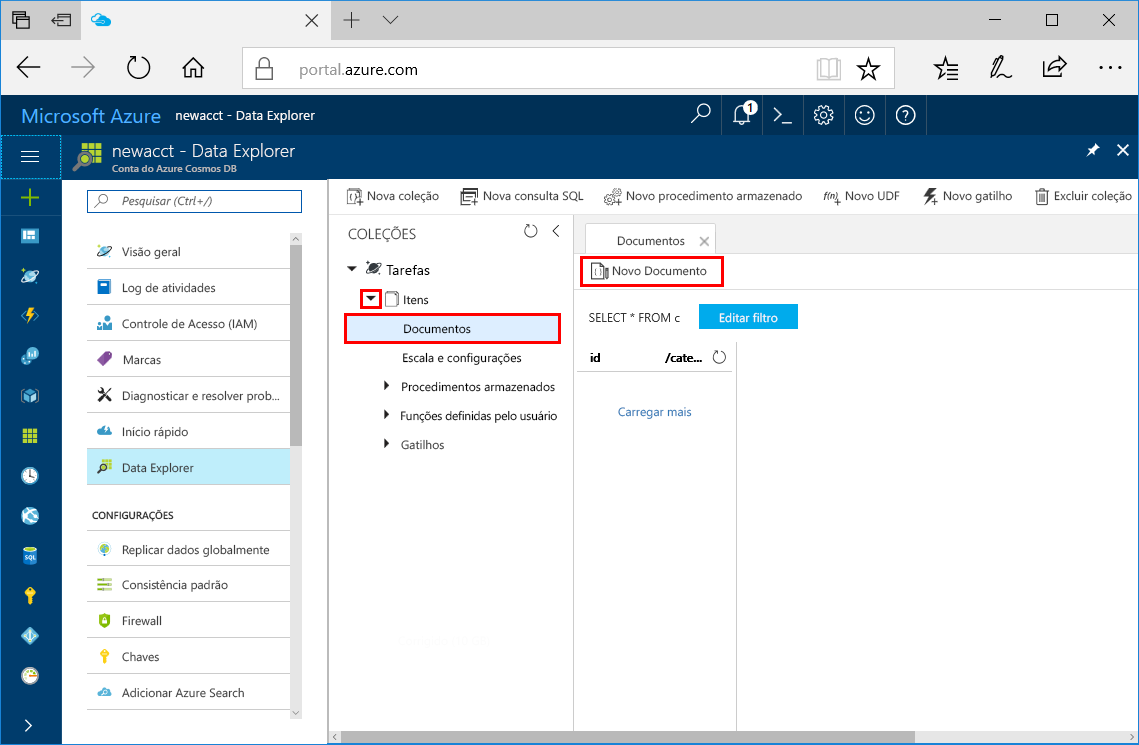 portal.azure.com
Microsoft Azure newacct - Data Explorer
1
newacct - Data Explorer
Conta do Azure Cosmos DB
Pesquisar (Ctrl+/)
Visão geral
Log de atividades
Controle de Acesso (IAM)
Marcas
Diagnosticar e resolver prob...
Início rápido
Data Explorer
CONFIGURAÇÕES
Replicar dados globalmente
Consistência padrão
Firewall
Chaves
Adicionar Azure Search
SQL
Nova coleção Nova consulta SQL Novo procedimento armazenado Novo UDF Novo gatilho Excluir coleção
COLEÇÕES
Tarefas
Itens
Documentos
Escala e configurações
Procedimentos armazenados
Funções definidas pelo usuário
Gatilhos
Documentos
Novo Documento
SELECT * FROM c Editar filtro
id /cate...
Carregar mais